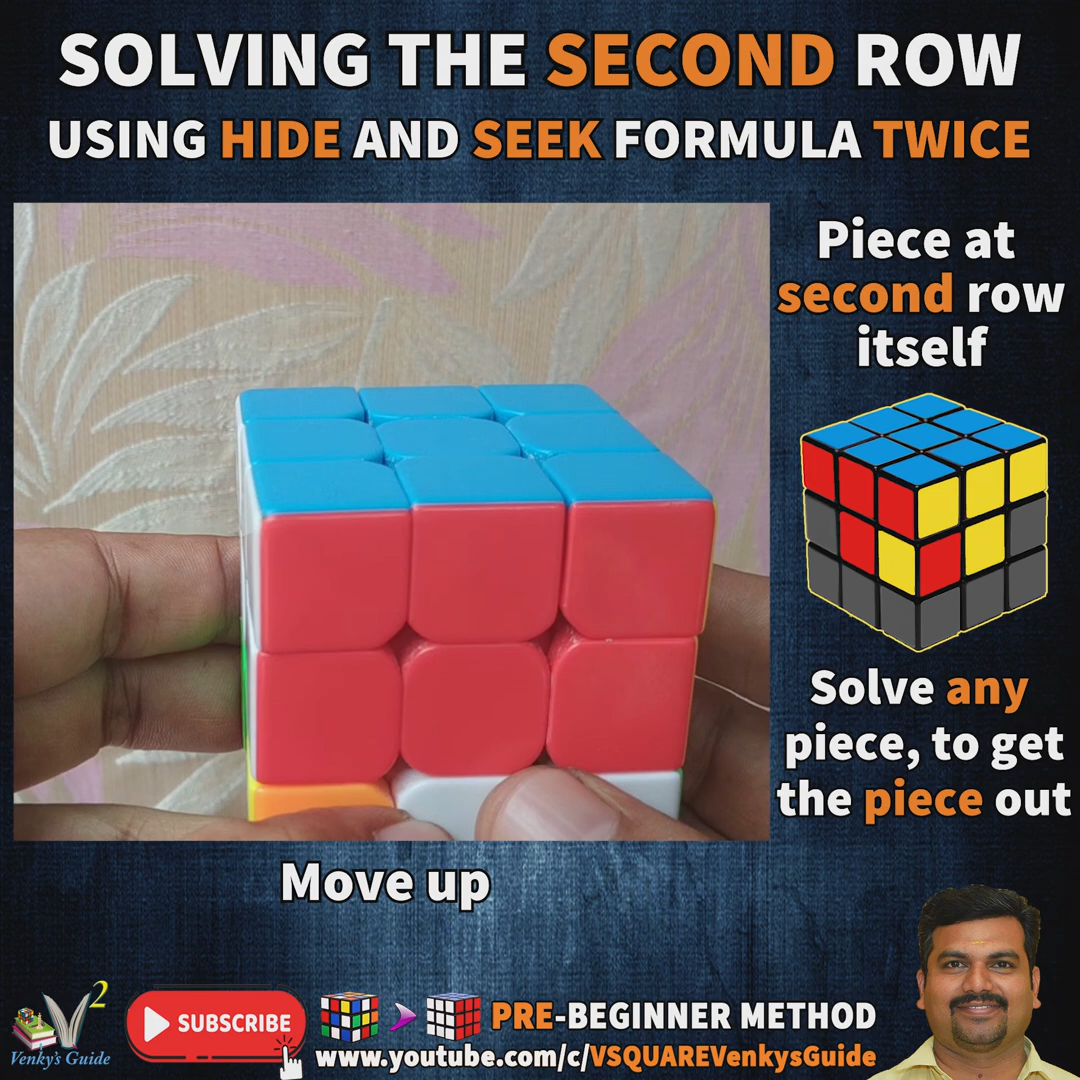 SOLVING THE SECOND ROW
USING HIDE AND SEEK FORMULA TWICE
Piece at
second row
itself
Solve any
piece, to get
the piece out
Move up
2
Venky's Guide
SUBSCRIBE
PRE-BEGINNER METHOD
www.youtube.com/c/VSQUAREVenkysGuide